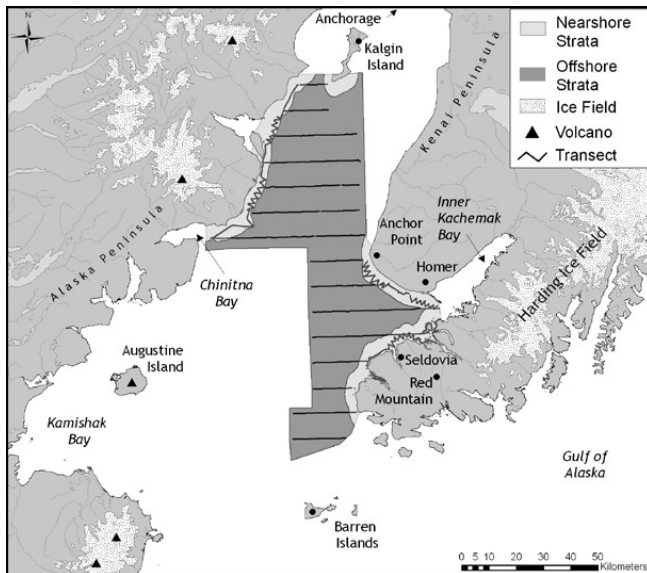 N
Anchorage
Kalgin
Island
Nearshore
Strata
Offshore
Strata
Ice Field
Volcano
Transect
Kenai Peninsula
Alaska Peninsula
Inner
Kachemak
Bay
Anchor
Point
Homer
Harding Ice Field
Chinitna
Bay
Augustine
Island
Seldovia
Red
Mountain
Kamishak
Bay
Gulf of
Alaska
Barren
Islands
0 5 10 20 30 40 50
Kilometers